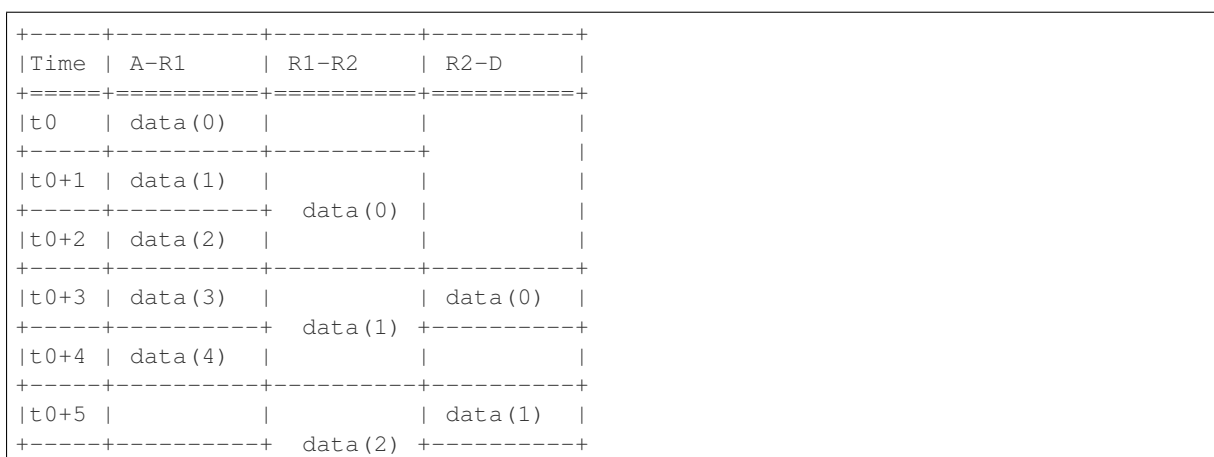 +-----+----------+----------+----------+
|Time | A-R1     | R1-R2    | R2-D     |
+=====+==========+==========+==========+
|t0   | data(0)  |          |          |
+-----+----------+----------+          |
|t0+1 | data(1)  |          |          |
+-----+----------+  data(0) |          |
|t0+2 | data(2)  |          |          |
+-----+----------+----------+----------+
|t0+3 | data(3)  |          | data(0)  |
+-----+----------+  data(1) +----------+
|t0+4 | data(4)  |          |          |
+-----+----------+----------+----------+
|t0+5 |          |          | data(1)  |
+-----+----------+  data(2) +----------+